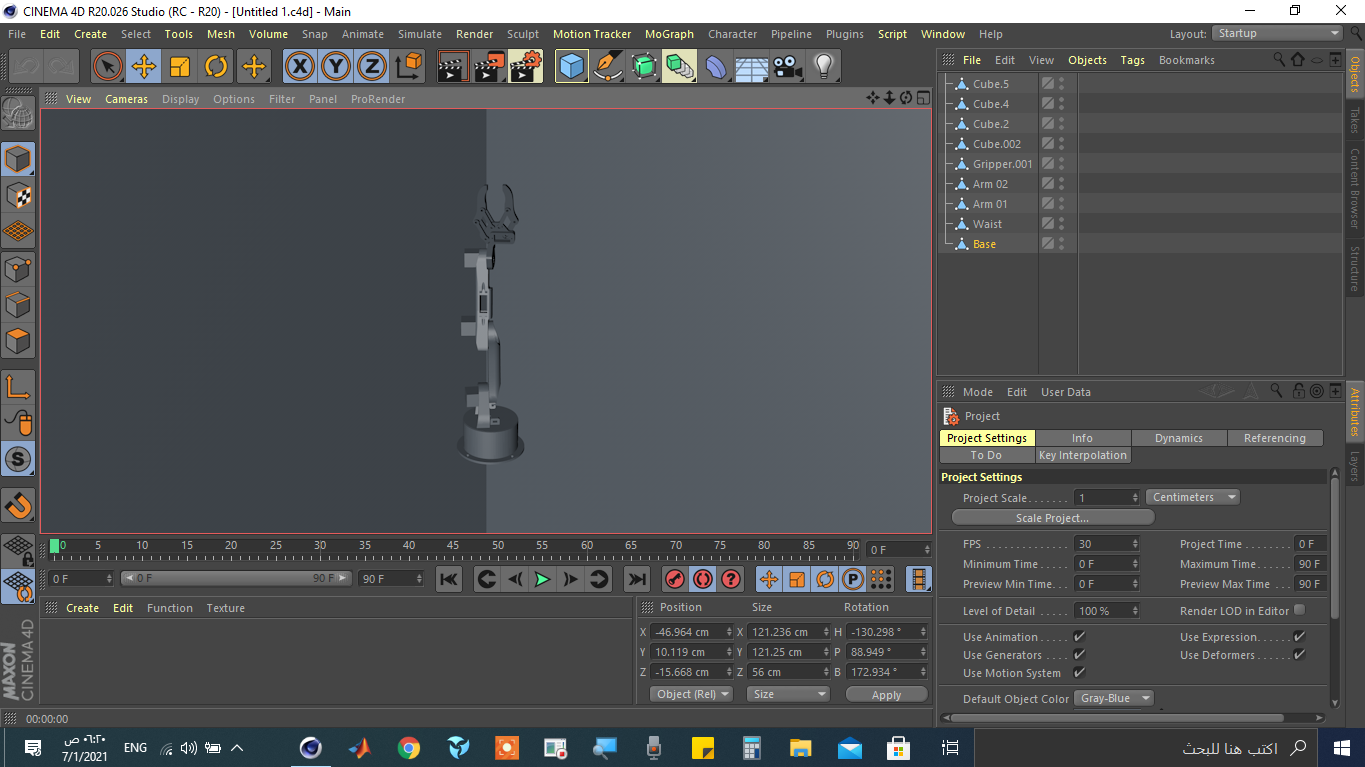 CINEMA 4D R20.026 Studio (RC - R20) - [Untitled 1.c4d] - Main
File Edit Create Select Tools Mesh Volume Snap Animate Simulate Render Sculpt Motion Tracker MoGraph Character Pipeline Plugins Script Window Help Layout: Startup
File Edit View Objects Tags Bookmarks
View Cameras Display Options Filter Panel ProRender
Cube.5
Cube.4
Cube.2
Cube.002
Gripper.001
Arm 02
Arm 01
Waist
Base
Objects
Takes
Content Browser
Structure
Mode Edit User Data
Project
Project Settings Info Dynamics Referencing
To Do Key Interpolation
Project Settings
Project Scale....... 1 Centimeters
Scale Project...
FPS 30 Project Time 0 F
Minimum Time 0 F Maximum Time 90 F
Preview Min Time 0 F Preview Max Time 90 F
Level of Detail 100 % Render LOD in Editor
Use Animation Use Expression
Use Generators Use Deformers
Use Motion System
Default Object Color Gray-Blue
Attributes
Layers
0 5 10 15 20 25 30 35 40 45 50 55 60 65 70 75 80 85 90 0 F
0 F 0 F 90 F 90 F
Create Edit Function Texture
Position Size Rotation
X -46.964 cm X 121.236 cm H -130.298 °
Y 10.119 cm Y 121.25 cm P 88.949 °
Z -15.668 cm Z 56 cm B 172.934 °
Object (Rel) Size Apply
MAXON
CINEMA 4D
00:00:00
٠٦:٢٠ ص
7/1/2021
ENG
اكتب هنا للبحث